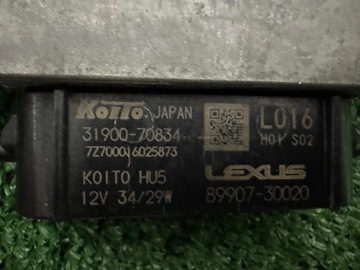 KOITO JAPAN
31900-70834
7Z7000J6025873
KOITO HU5
12V 34/29W
L016
H01 S02
LEXUS
89907-30020